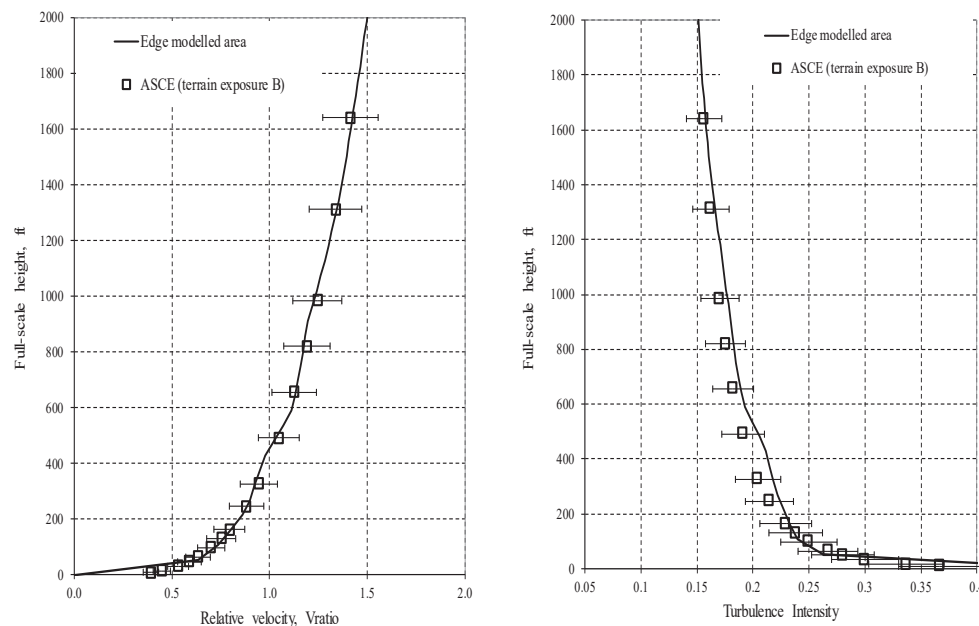 2000
1800
1600
1400
1200
1000
800
600
400
200
0
Full-scale height, ft
Edge modelled area
ASCE (terrain exposure B)
0.0 0.5 1.0 1.5 2.0
Relative velocity, Vratio
2000
1800
1600
1400
1200
1000
800
600
400
200
0
Full-scale height, ft
Edge modelled area
ASCE (terrain exposure B)
0.05 0.1 0.15 0.2 0.25 0.3 0.35
Turbulence Intensity